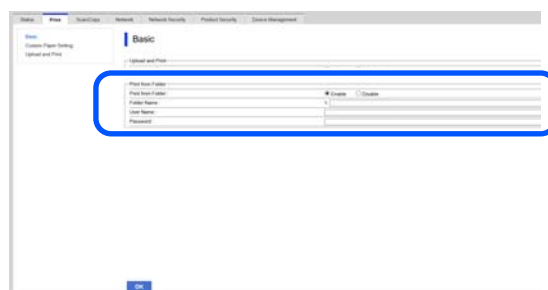 Status Print Scan/Copy Network Network Security Product Security Device Management
Basic
Custom Paper Setting
Upload and Print
Basic
Upload and Print
Print from Folder
Print from Folder Enable Disable
Folder Name \
User Name
Password
OK